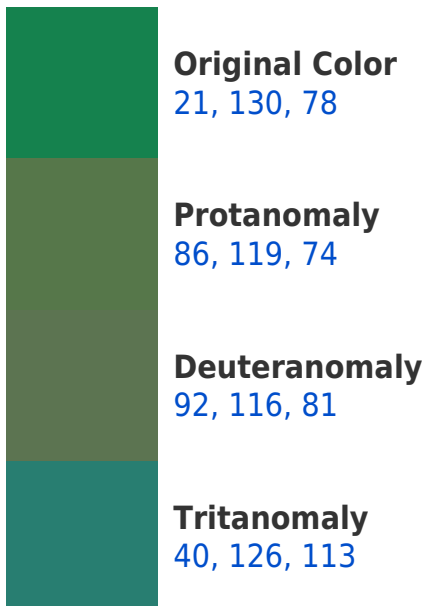 Original Color
21, 130, 78
Protanomaly
86, 119, 74
Deuteranomaly
92, 116, 81
Tritanomaly
40, 126, 113